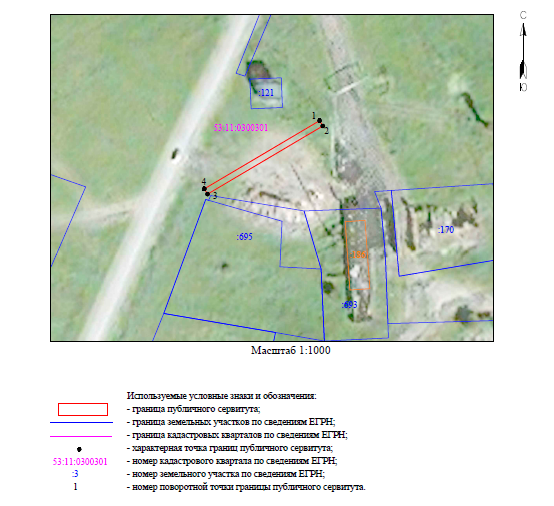 С
Ю
:121
1
2
53:11:0300301
4
3
:695
:170
:693
Масштаб 1:1000
Используемые условные знаки и обозначения:
- граница публичного сервитута;
- граница земельных участков по сведениям ЕГРН;
- граница кадастровых кварталов по сведениям ЕГРН;
- характерная точка границ публичного сервитута;
53:11:0300301 - номер кадастрового квартала по сведениям ЕГРН;
:3 - номер земельного участка по сведениям ЕГРН;
1 - номер поворотной точки границы публичного сервитута.